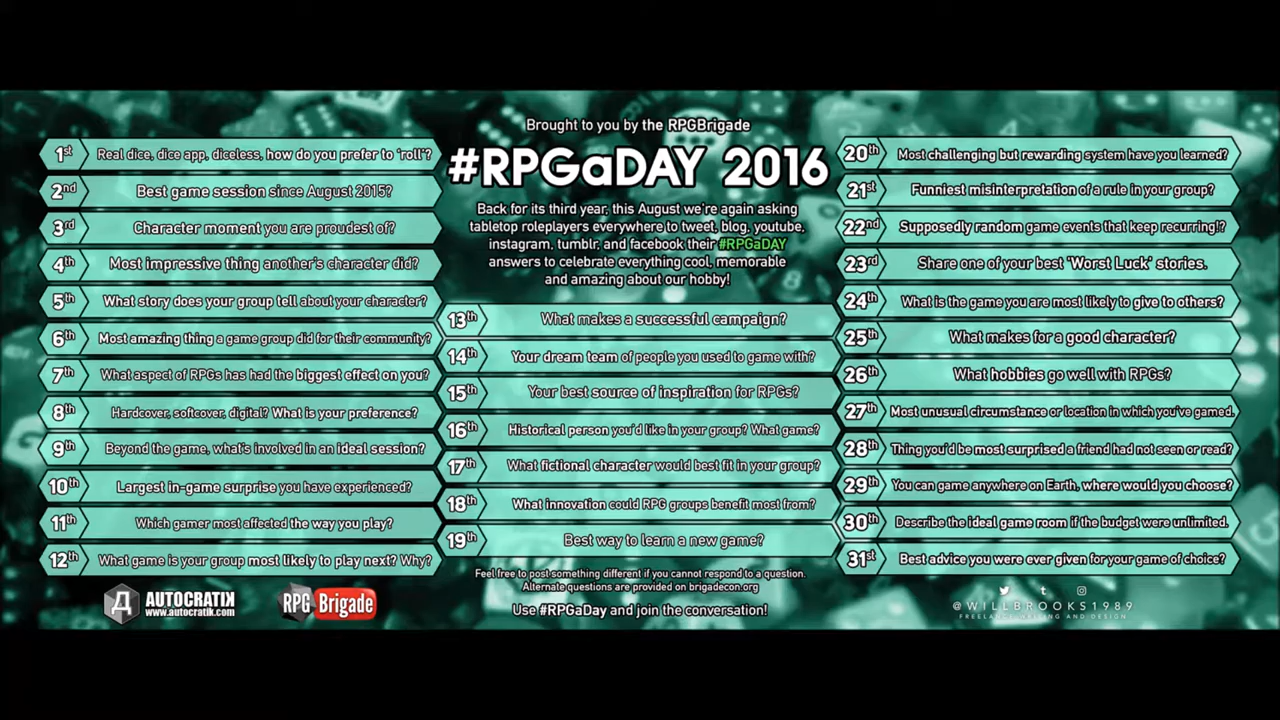 1st Real dice, dice app, diceless, how do you prefer to 'roll'?
2nd Best game session since August 2015?
3rd Character moment you are proudest of?
4th Most impressive thing another's character did?
5th What story does your group tell about your character?
6th Most amazing thing a game group did for their community?
7th What aspect of RPGs has had the biggest effect on you?
8th Hardcover, softcover, digital? What is your preference?
9th Beyond the game, what's involved in an ideal session?
10th Largest in-game surprise you have experienced?
11th Which gamer most affected the way you play?
12th What game is your group most likely to play next? Why?
AUTOCRATIK
www.autocratik.com
RPG Brigade
Brought to you by the RPGBrigade
#RPGaDAY 2016
Back for its third year, this August we're again asking
tabletop roleplayers everywhere to tweet, blog, youtube,
instagram, tumblr, and facebook their #RPGaDAY
answers to celebrate everything cool, memorable
and amazing about our hobby!
13th What makes a successful campaign?
14th Your dream team of people you used to game with?
15th Your best source of inspiration for RPGs?
16th Historical person you'd like in your group? What game?
17th What fictional character would best fit in your group?
18th What innovation could RPG groups benefit most from?
19th Best way to learn a new game?
Feel free to post something different if you cannot respond to a question.
Alternate questions are provided on brigadecon.org
Use #RPGaDay and join the conversation!
20th Most challenging but rewarding system have you learned?
21st Funniest misinterpretation of a rule in your group?
22nd Supposedly random game events that keep recurring!?
23rd Share one of your best 'Worst Luck' stories.
24th What is the game you are most likely to give to others?
25th What makes for a good character?
26th What hobbies go well with RPGs?
27th Most unusual circumstance or location in which you've gamed.
28th Thing you'd be most surprised a friend had not seen or read?
29th You can game anywhere on Earth, where would you choose?
30th Describe the ideal game room if the budget were unlimited.
31st Best advice you were ever given for your game of choice?
@WILLBROOKS1989
FREELANCE WRITING AND DESIGN